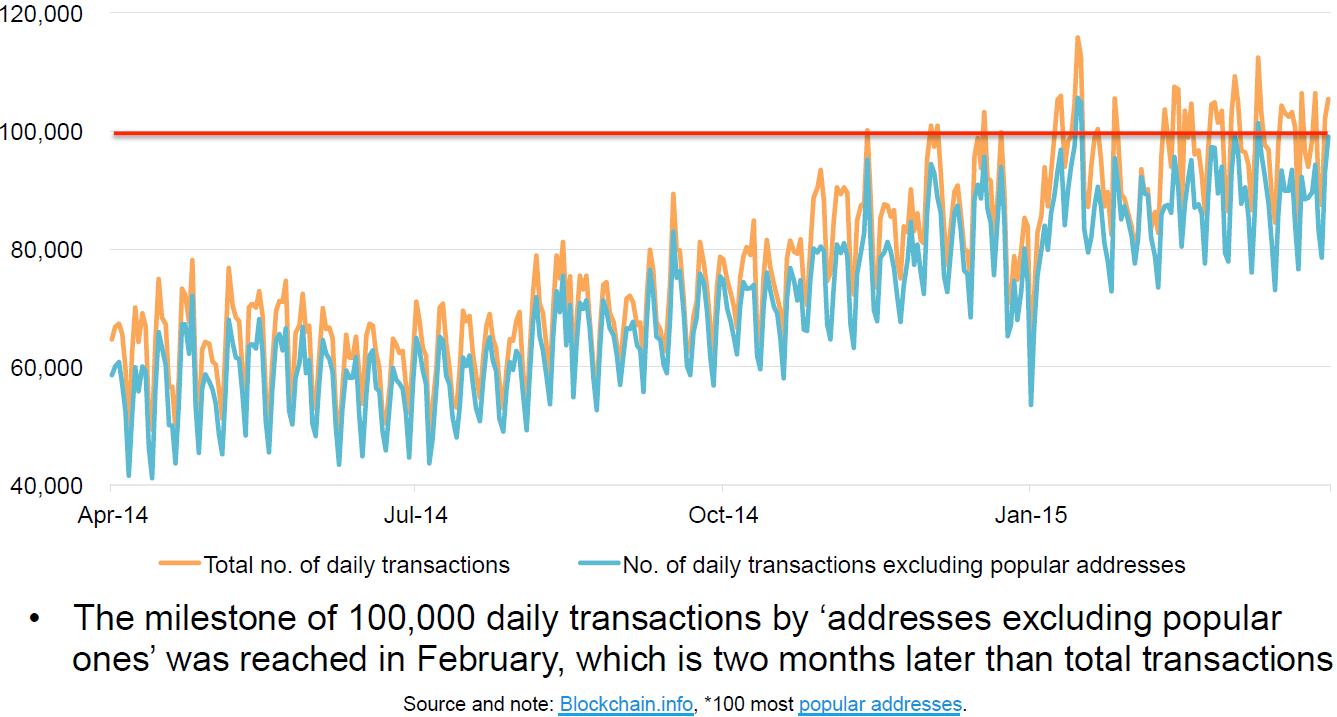 120,000
100,000
80,000
60,000
40,000
Apr-14 Jul-14 Oct-14 Jan-15
Total no. of daily transactions No. of daily transactions excluding popular addresses
• The milestone of 100,000 daily transactions by ‘addresses excluding popular
ones’ was reached in February, which is two months later than total transactions
Source and note: Blockchain.info, *100 most popular addresses.